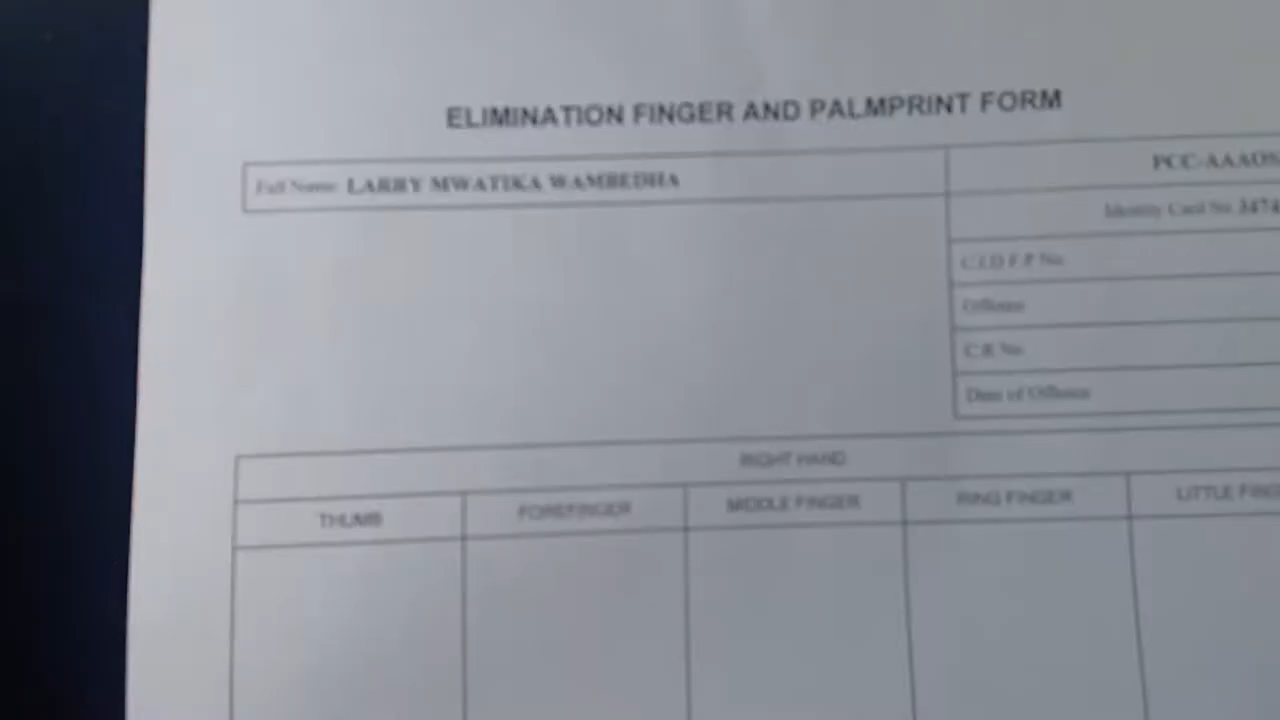 ELIMINATION FINGER AND PALMPRINT FORM
Full Name: LARRY MWATIKA WAMBEDHA
PCC-AAAOS
Identity Card No 3474
C.I.D F.P No.
Offence
C.R No.
Date of Offence
RIGHT HAND
THUMB FOREFINGER MIDDLE FINGER RING FINGER LITTLE FING